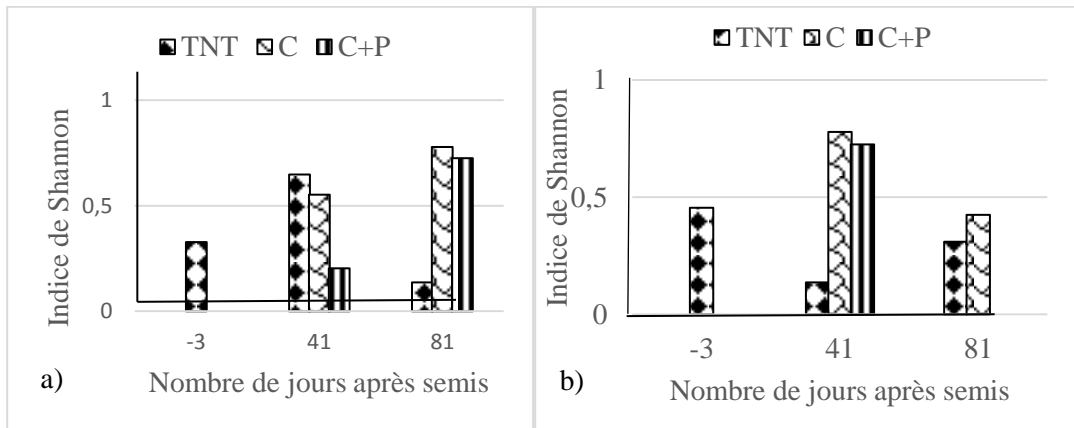 TNT C C+P
Indice de Shannon
1
0,5
0
-3 41 81
Nombre de jours après semis
a)
TNT C C+P
Indice de Shannon
1
0,5
0
-3 41 81
Nombre de jours après semis
b)